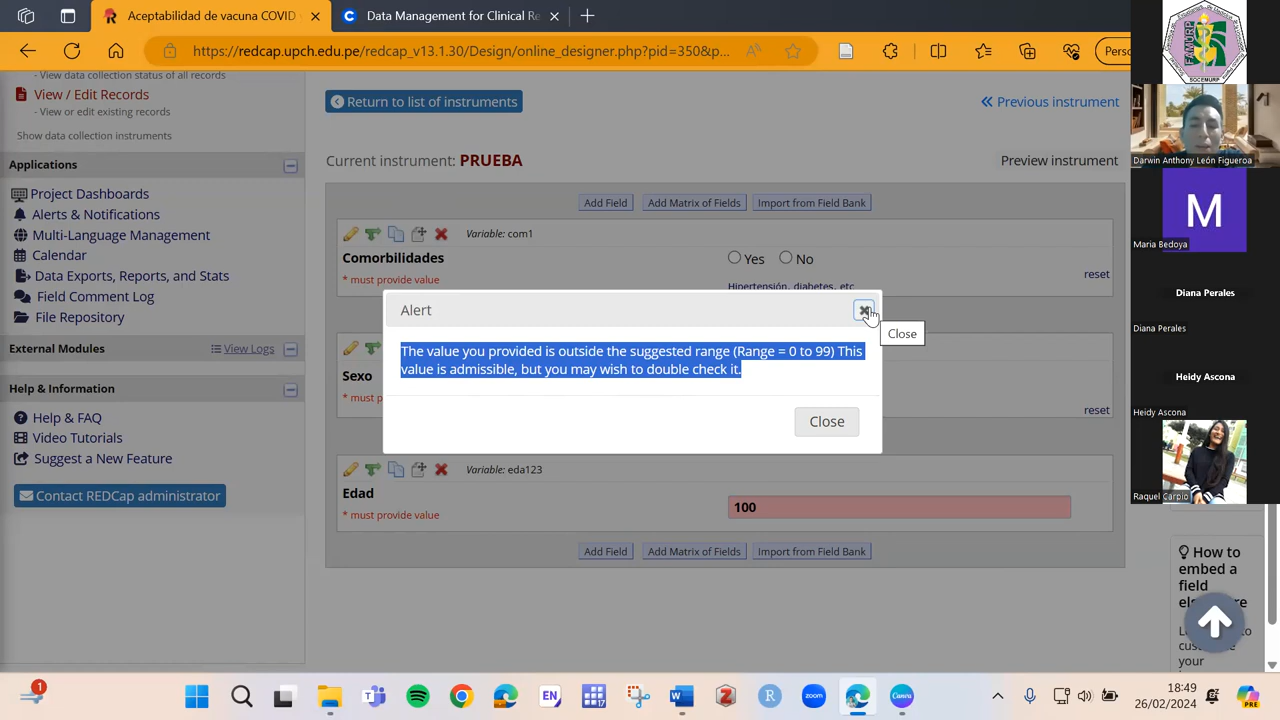 Aceptabilidad de vacuna COVID
Data Management for Clinical Re
https://redcap.upch.edu.pe/redcap_v13.1.30/Design/online_designer.php?pid=350&p...
Perso
- View data collection status of all records
View / Edit Records
- View or edit existing records
Show data collection instruments
Applications
Project Dashboards
Alerts & Notifications
Multi-Language Management
Calendar
Data Exports, Reports, and Stats
Field Comment Log
File Repository
External Modules
View Logs
Help & Information
Help & FAQ
Video Tutorials
Suggest a New Feature
Contact REDCap administrator
Return to list of instruments
Previous instrument
Current instrument: PRUEBA
Preview instrument
Add Field
Add Matrix of Fields
Import from Field Bank
Variable: com1
Comorbilidades
* must provide value
Yes
No
Hipertensión, diabetes, etc
reset
Alert
Close
The value you provided is outside the suggested range (Range = 0 to 99) This
value is admissible, but you may wish to double check it.
Close
Sexo
reset
Variable: eda123
Edad
* must provide value
100
Add Field
Add Matrix of Fields
Import from Field Bank
How to
embed a
field
SOCEMURP
Darwin Anthony León Figueroa
M
Maria Bedoya
Diana Perales
Diana Perales
Heidy Ascona
Heidy Ascona
Raquel Carpio
your
1
EN
17
W
Z
R
zoom
Canva
18:49
26/02/2024
PRE